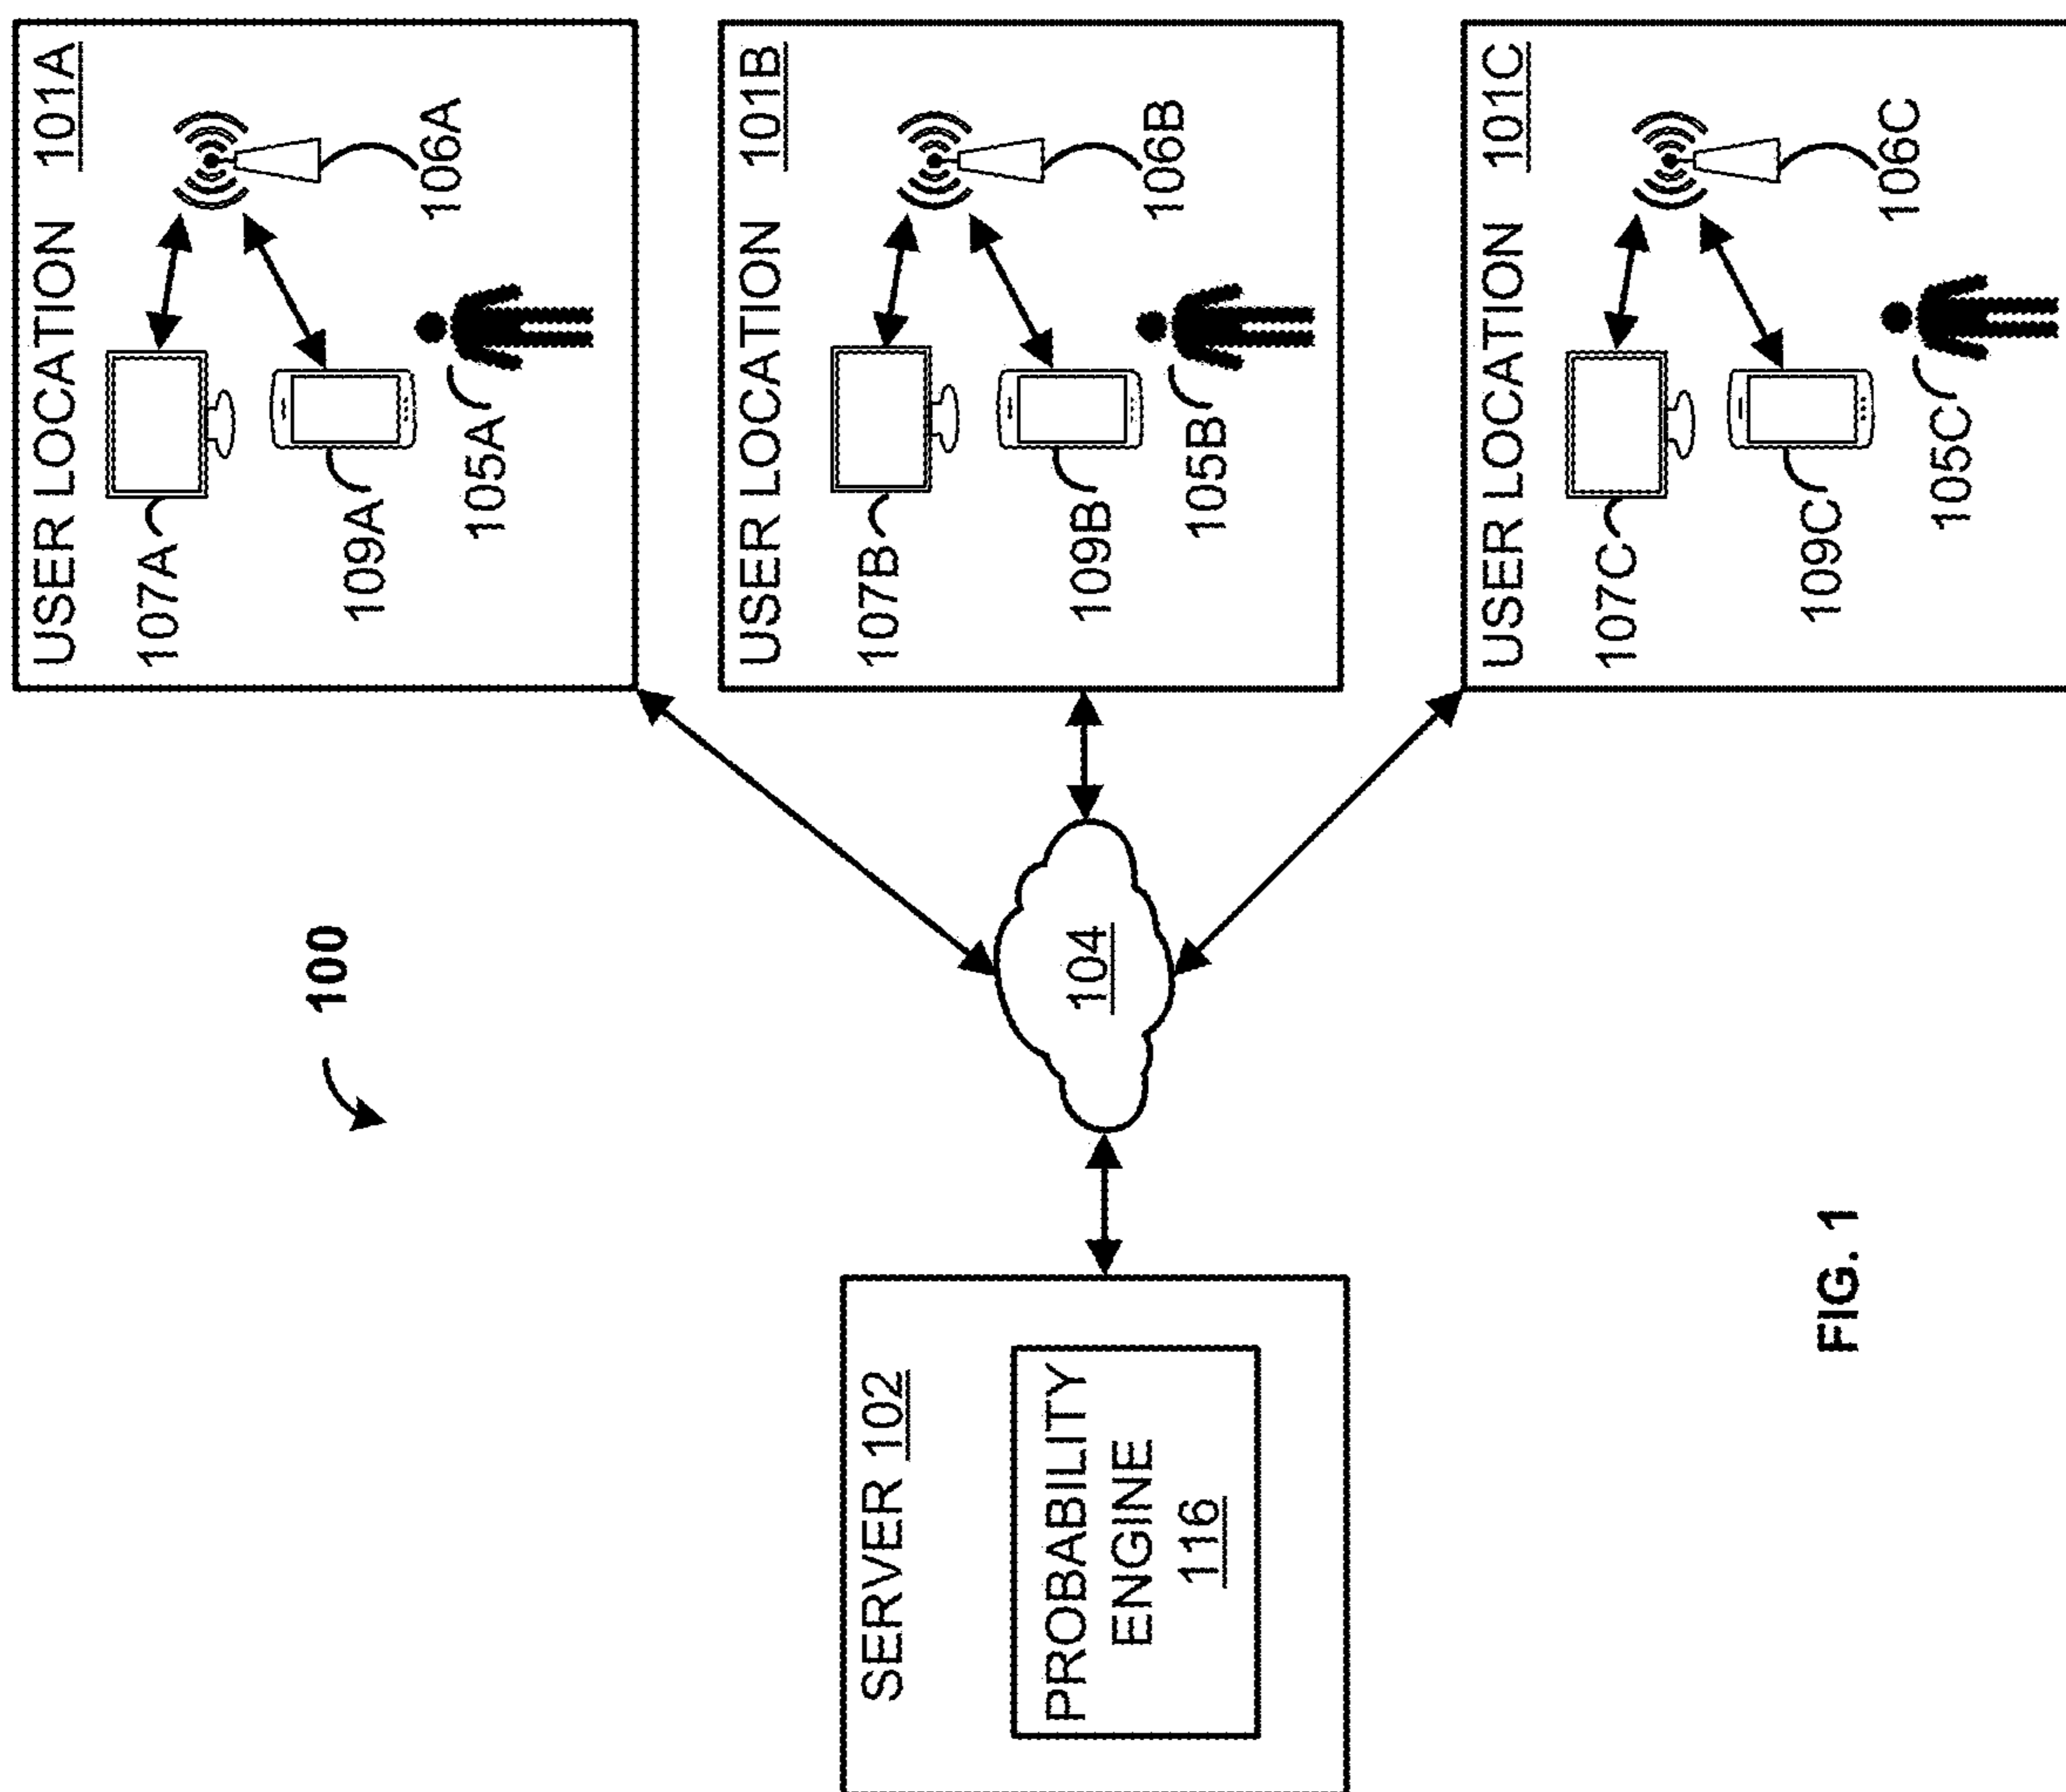 100
SERVER 102
PROBABILITY
ENGINE
116
104
USER LOCATION 101A
107A
109A
105A
106A
USER LOCATION 101B
107B
109B
105B
106B
USER LOCATION 101C
107C
109C
105C
106C
FIG. 1